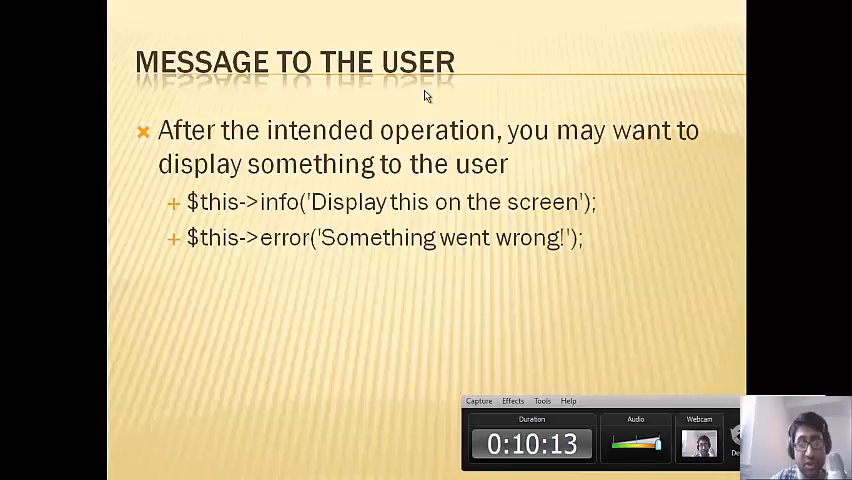 MESSAGE TO THE USER
After the intended operation, you may want to
display something to the user
$this->info('Display this on the screen');
$this->error('Something went wrong!');
Capture Effects Tools Help
Duration Audio Webcam
0:10:13